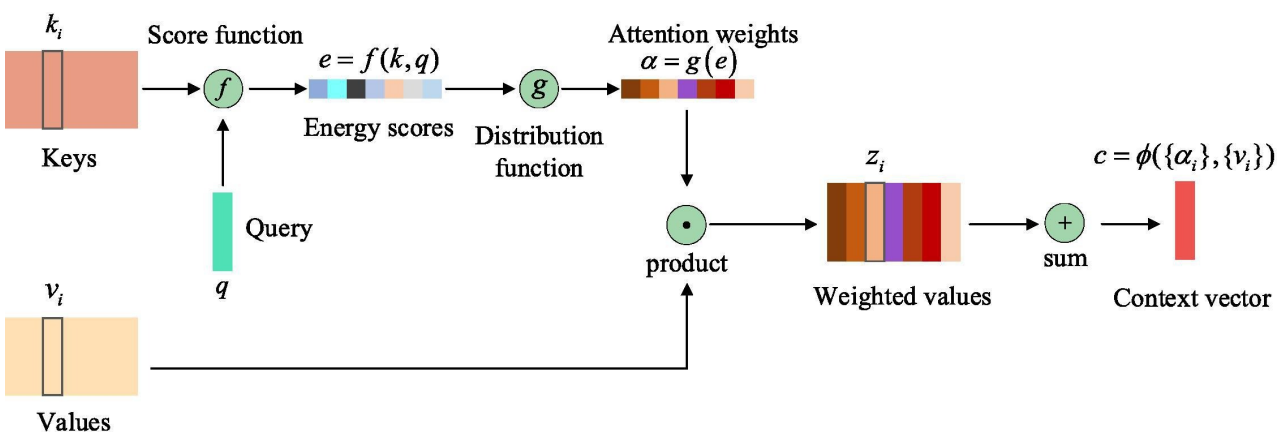 k_i
Keys
Score function
f
Query
q
e = f(k, q)
Energy scores
g
Distribution
function
Attention weights
α = g(e)
v_i
Values
•
product
z_i
Weighted values
+
sum
c = ϕ({α_i}, {v_i})
Context vector